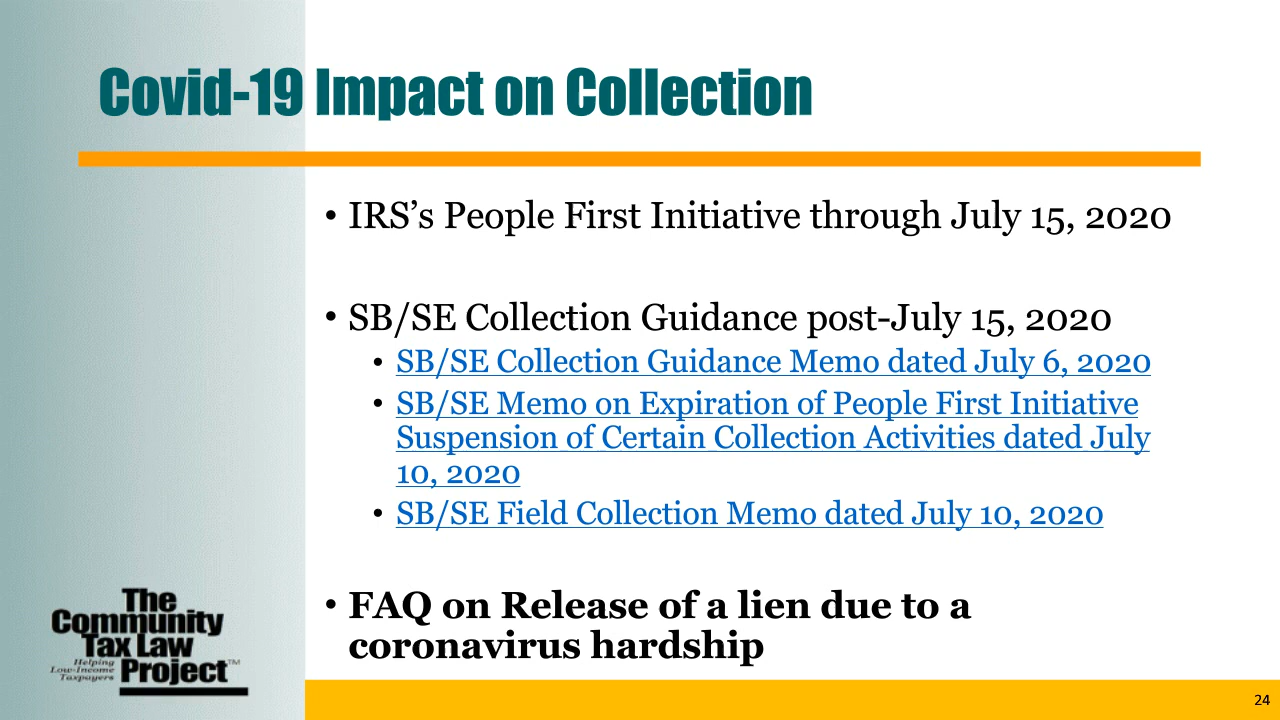 Covid-19 Impact on Collection
• IRS’s People First Initiative through July 15, 2020
• SB/SE Collection Guidance post-July 15, 2020
• SB/SE Collection Guidance Memo dated July 6, 2020
• SB/SE Memo on Expiration of People First Initiative
Suspension of Certain Collection Activities dated July
10, 2020
• SB/SE Field Collection Memo dated July 10, 2020
• FAQ on Release of a lien due to a
coronavirus hardship
The
Community
Tax Law
Helping
Low-Income
Taxpayers
Project™
24